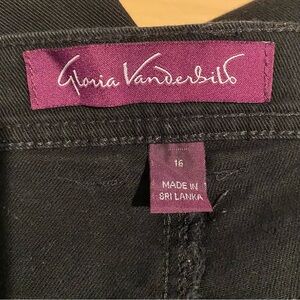 Gloria Vanderbilt
16
MADE IN
SRI LANKA